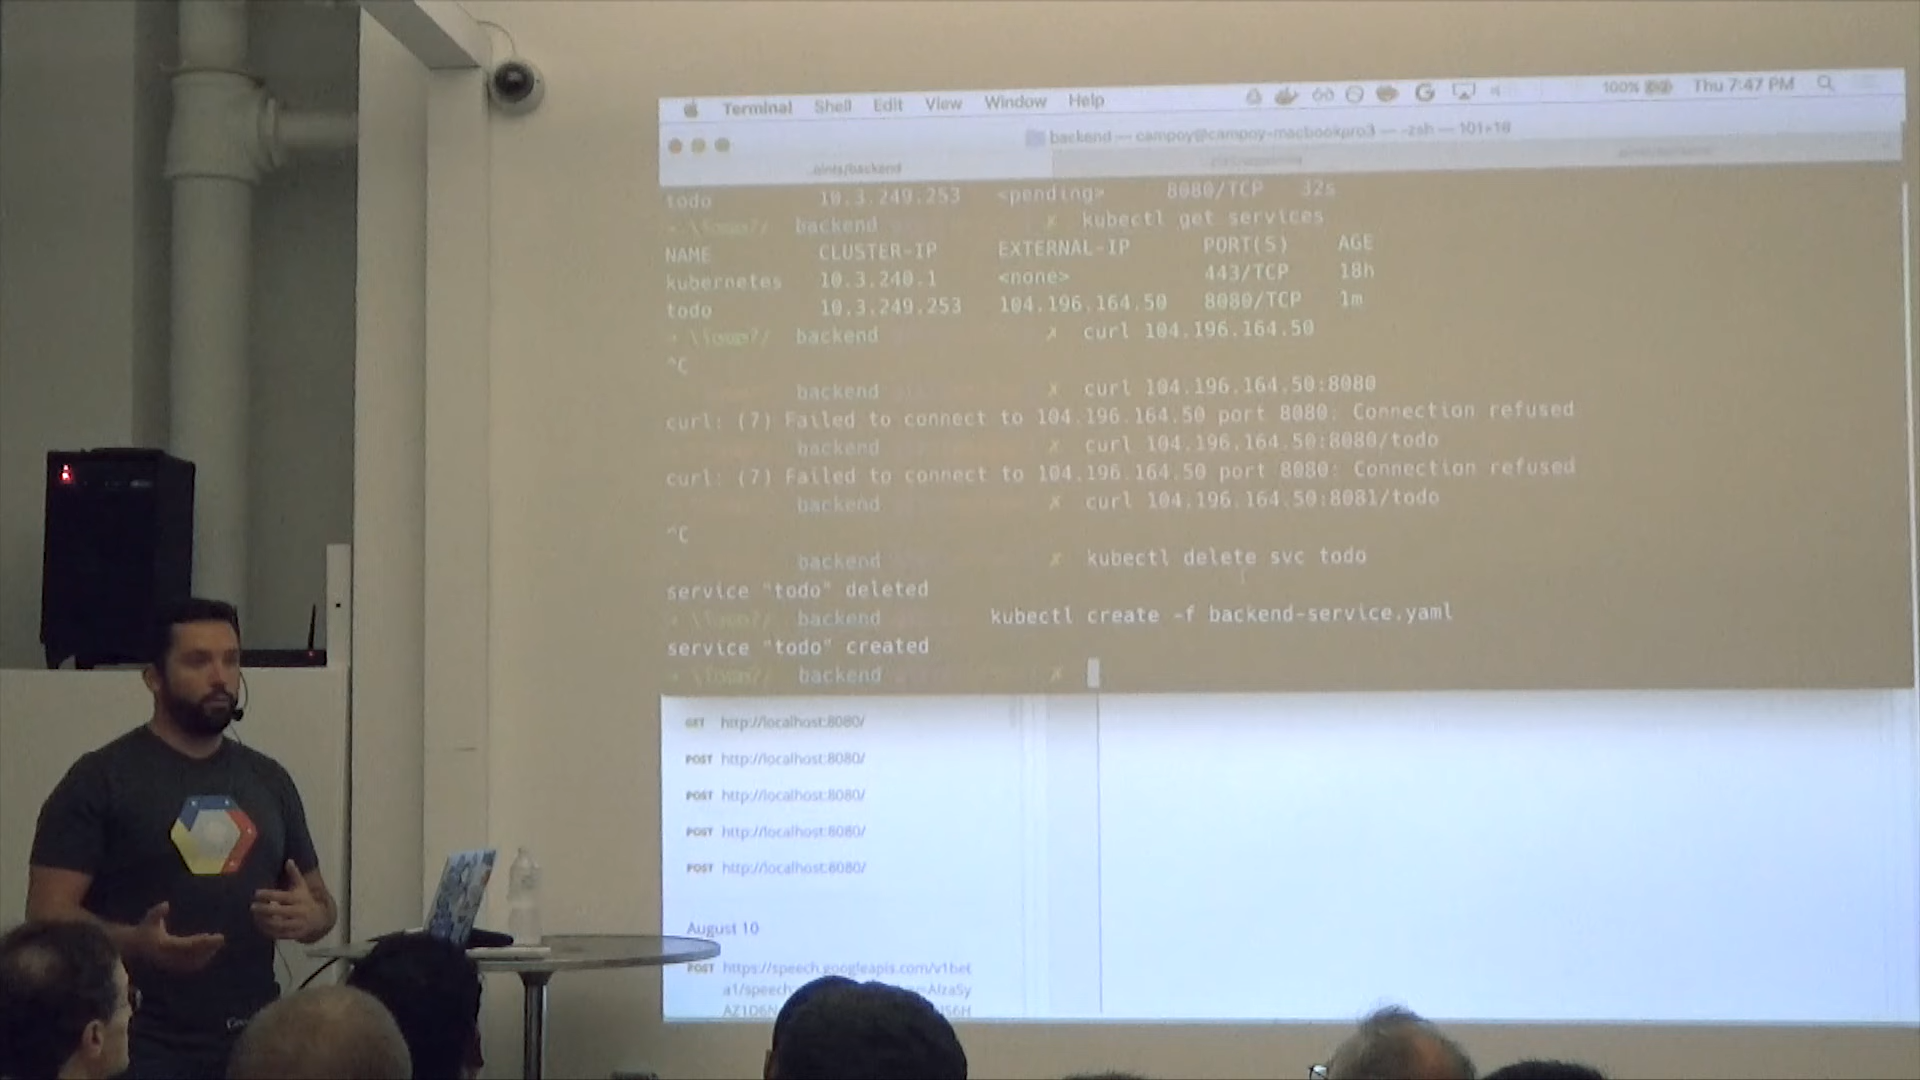 Terminal Shell Edit View Window Help 100% Thu 7:47 PM
backend — campoy@campoy-macbookpro3 — -zsh — 101×18
todo 10.3.249.253 <pending> 8080/TCP 32s
backend ✗ kubectl get services
NAME CLUSTER-IP EXTERNAL-IP PORT(S) AGE
kubernetes 10.3.240.1 <none> 443/TCP 18h
todo 10.3.249.253 104.196.164.50 8080/TCP 1m
backend ✗ curl 104.196.164.50
^C
backend ✗ curl 104.196.164.50:8080
curl: (7) Failed to connect to 104.196.164.50 port 8080: Connection refused
backend ✗ curl 104.196.164.50:8080/todo
curl: (7) Failed to connect to 104.196.164.50 port 8080: Connection refused
backend ✗ curl 104.196.164.50:8081/todo
^C
backend ✗ kubectl delete svc todo
service "todo" deleted
backend kubectl create -f backend-service.yaml
service "todo" created
backend ✗
GET http://localhost:8080/
POST http://localhost:8080/
POST http://localhost:8080/
POST http://localhost:8080/
POST http://localhost:8080/
August 10
POST https://speech.googleapis.com/v1bet